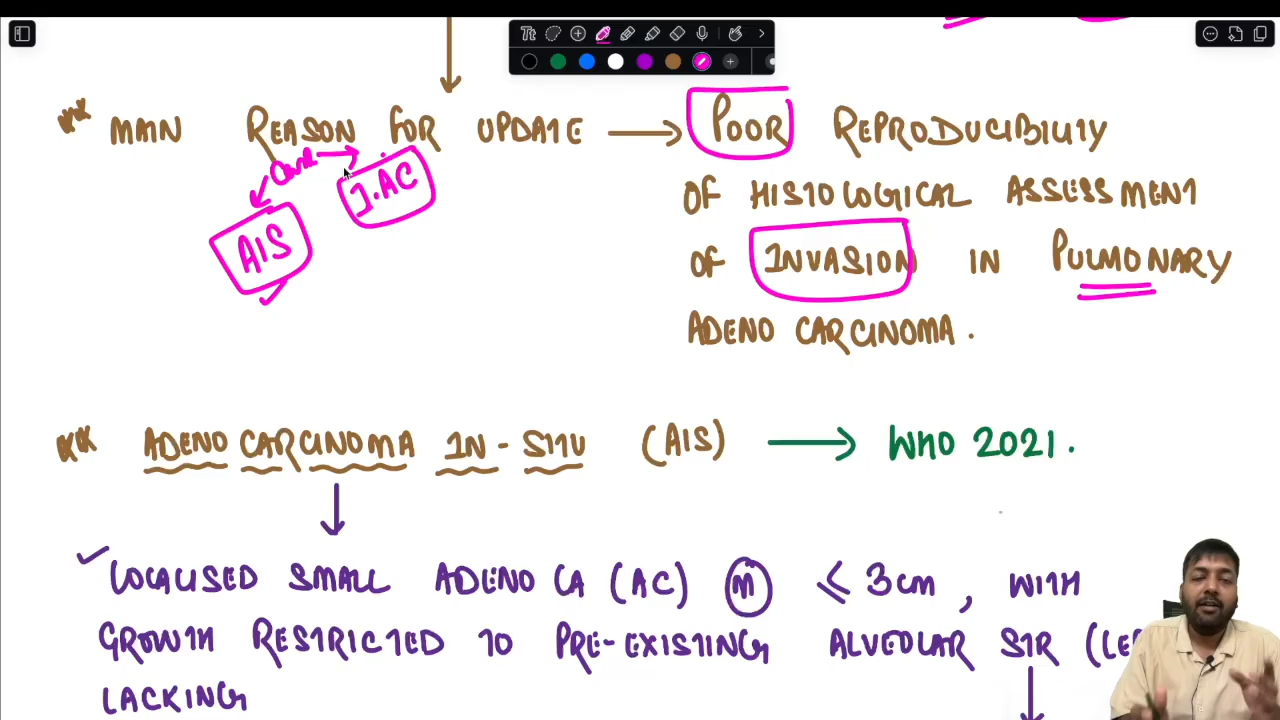 ** MAIN REASON FOR UPDATE → POOR REPRODUCIBILITY
I.AC
AIS
OF HISTOLOGICAL ASSESSMENT
OF INVASION IN PULMONARY
ADENO CARCINOMA.
** ADENO CARCINOMA IN-SITU (AIS) → WHO 2021.
✓ LOCALISED SMALL ADENO CA (AC) ≤ 3cm, WITH
GROWTH RESTRICTED TO PRE-EXISTING ALVEOLAR STR
LACKING